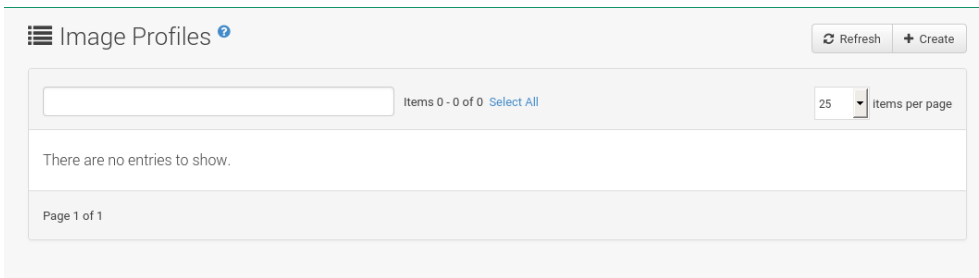 Image Profiles ?
Refresh + Create
Items 0 - 0 of 0 Select All
25 items per page
There are no entries to show.
Page 1 of 1